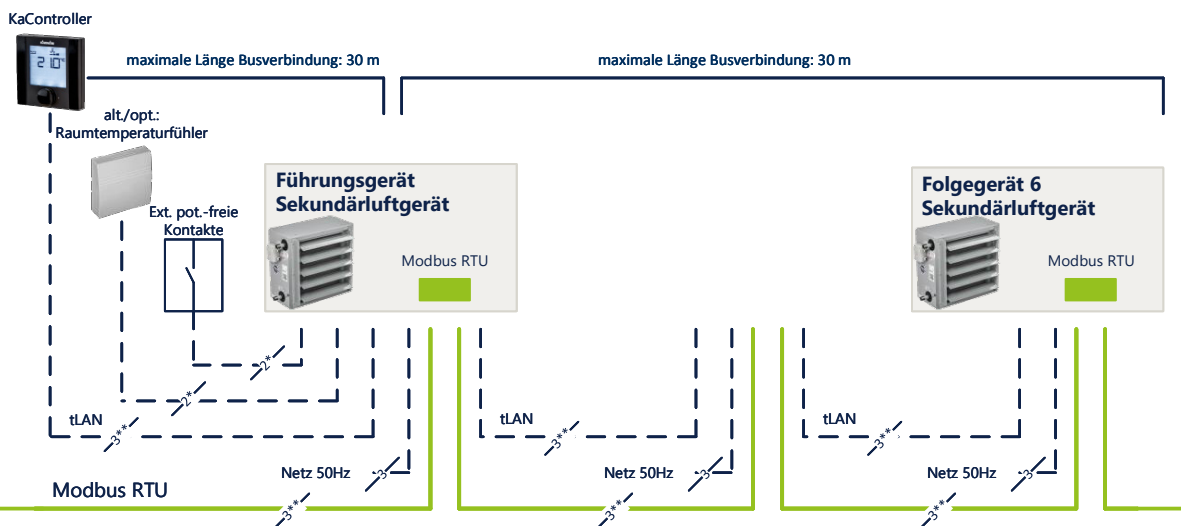 KaController
maximale Länge Busverbindung: 30 m
maximale Länge Busverbindung: 30 m
alt./opt.:
Raumtemperaturfühler
Ext. pot.-freie
Kontakte
Führungsgerät
Sekundärluftgerät
Modbus RTU
Folgegerät 6
Sekundärluftgerät
Modbus RTU
2*
2*
tLAN
3**
tLAN
3**
tLAN
3**
Netz 50Hz
3
Netz 50Hz
3
Netz 50Hz
3
Modbus RTU
3**
3**
3**